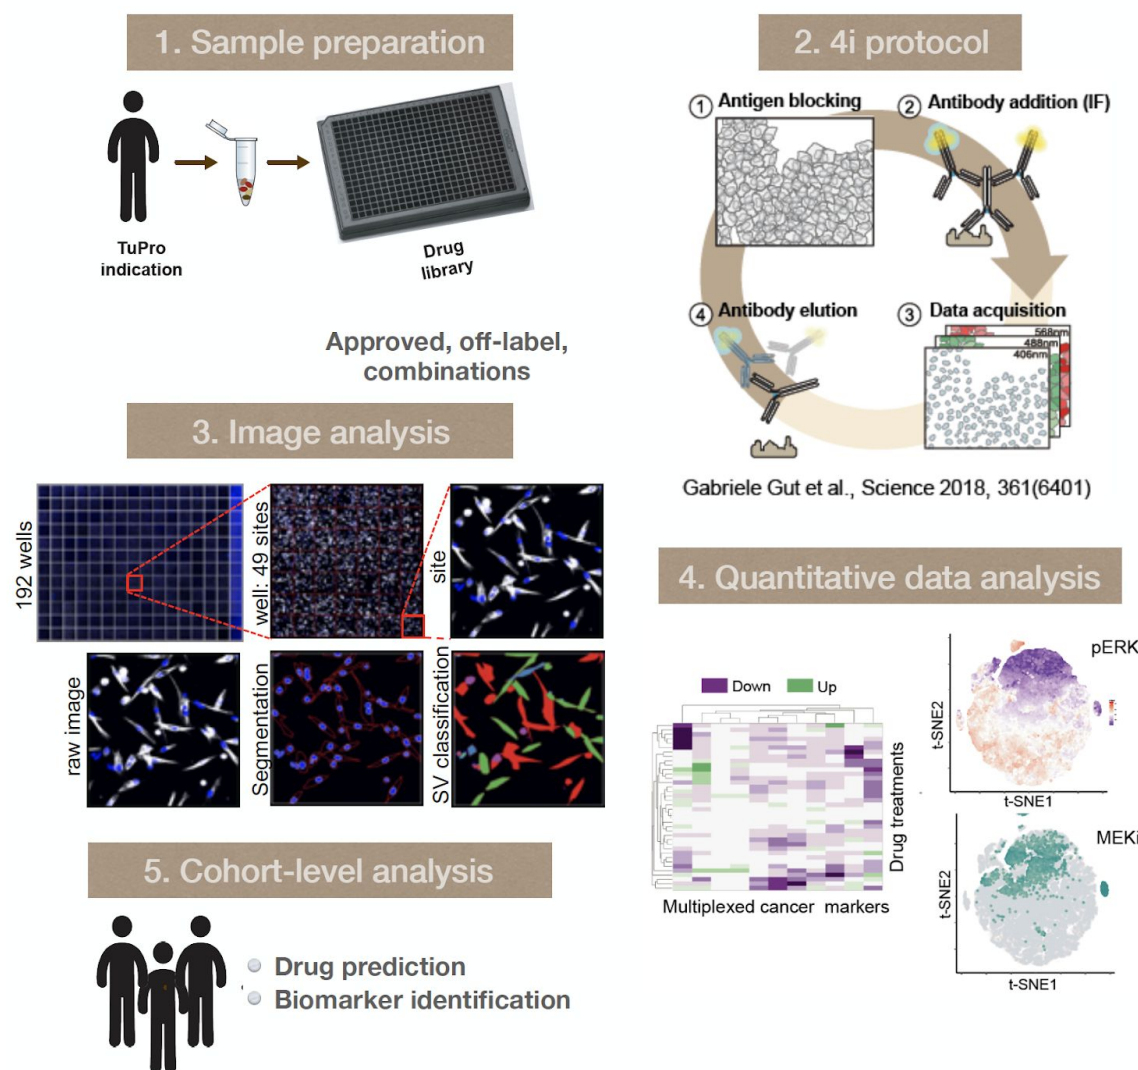 1. Sample preparation
TuPro
indication
Drug
library
Approved, off-label,
combinations
2. 4i protocol
1 Antigen blocking
2 Antibody addition (IF)
4 Antibody elution
3 Data acquisition
568nm
488nm
406nm
Gabriele Gut et al., Science 2018, 361(6401)
3. Image analysis
192 wells
well: 49 sites
site
raw image
Segmentation
SV classification
4. Quantitative data analysis
Down
Up
Drug treatments
Multiplexed cancer markers
pERK
t-SNE2
t-SNE1
MEKi
t-SNE2
t-SNE1
5. Cohort-level analysis
Drug prediction
Biomarker identification